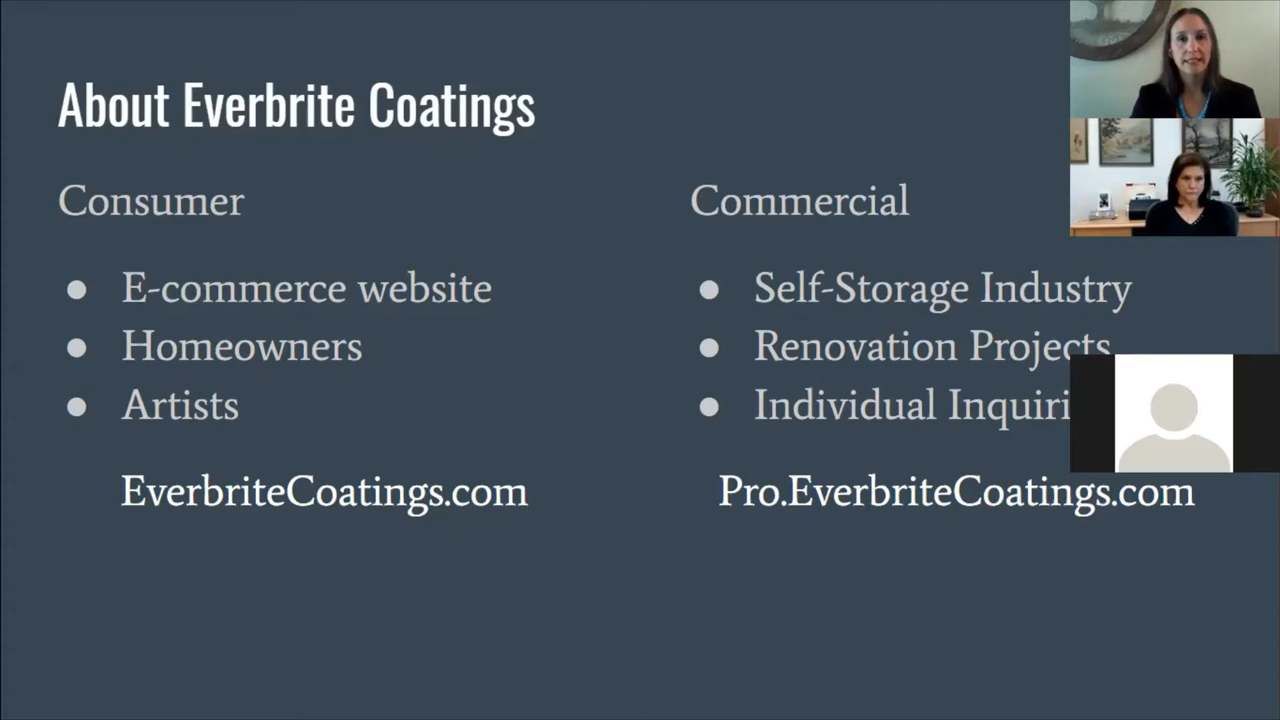 About Everbrite Coatings
Consumer
● E-commerce website
● Homeowners
● Artists
EverbriteCoatings.com
Commercial
● Self-Storage Industry
● Renovation Projects
● Individual
Pro.EverbriteCoatings.com